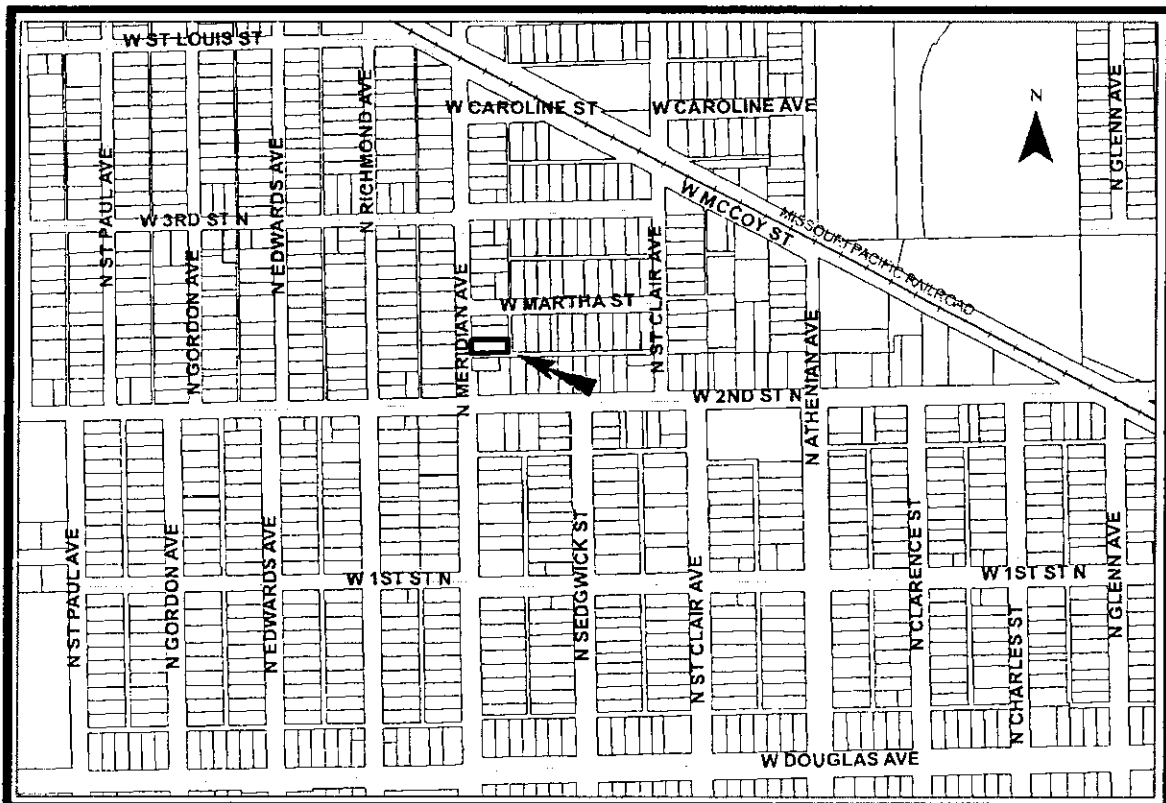 W ST LOUIS ST
W CAROLINE ST
W CAROLINE AVE
N
N GLENN AVE
N ST PAUL AVE
N EDWARDS AVE
N RICHMOND AVE
W 3RD ST N
N GORDON AVE
W MCCOY ST
MISSOURI PACIFIC RAILROAD
N MERIDIAN AVE
W MARTHA ST
N ST CLAIR AVE
N ATHENIAN AVE
W 2ND ST N
N ST PAUL AVE
N GORDON AVE
N EDWARDS AVE
W 1ST ST N
N SEDGWICK ST
N ST CLAIR AVE
N CLARENCE ST
W 1ST ST N
N CHARLES ST
N GLENN AVE
W DOUGLAS AVE